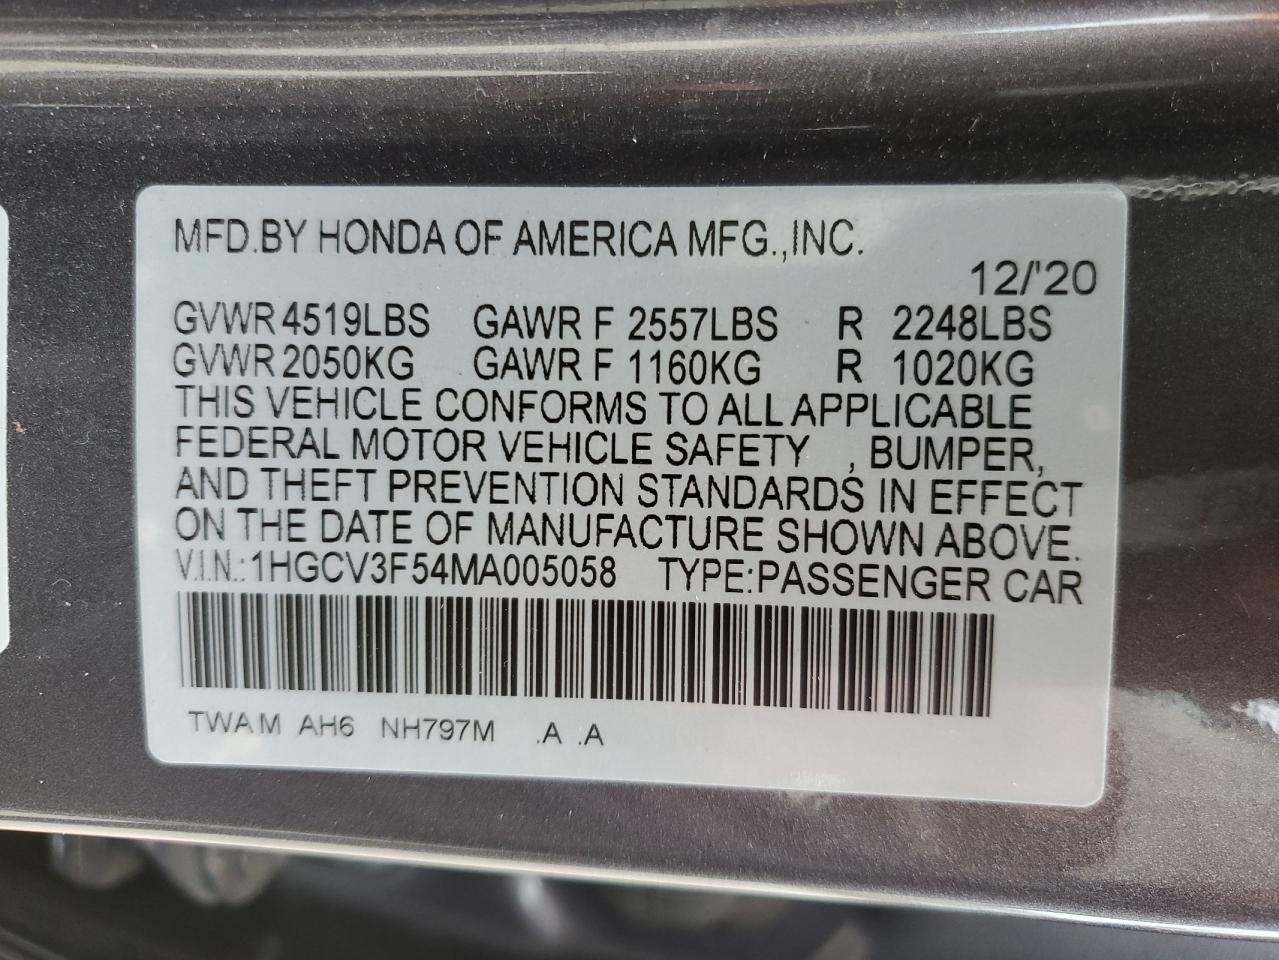 MFD.BY HONDA OF AMERICA MFG.,INC.
12/'20
GVWR 4519LBS GAWR F 2557LBS R 2248LBS
GVWR 2050KG GAWR F 1160KG R 1020KG
THIS VEHICLE CONFORMS TO ALL APPLICABLE
FEDERAL MOTOR VEHICLE SAFETY , BUMPER,
AND THEFT PREVENTION STANDARDS IN EFFECT
ON THE DATE OF MANUFACTURE SHOWN ABOVE.
V.I.N.:1HGCV3F54MA005058 TYPE:PASSENGER CAR
TWA M AH6 NH797M .A .A